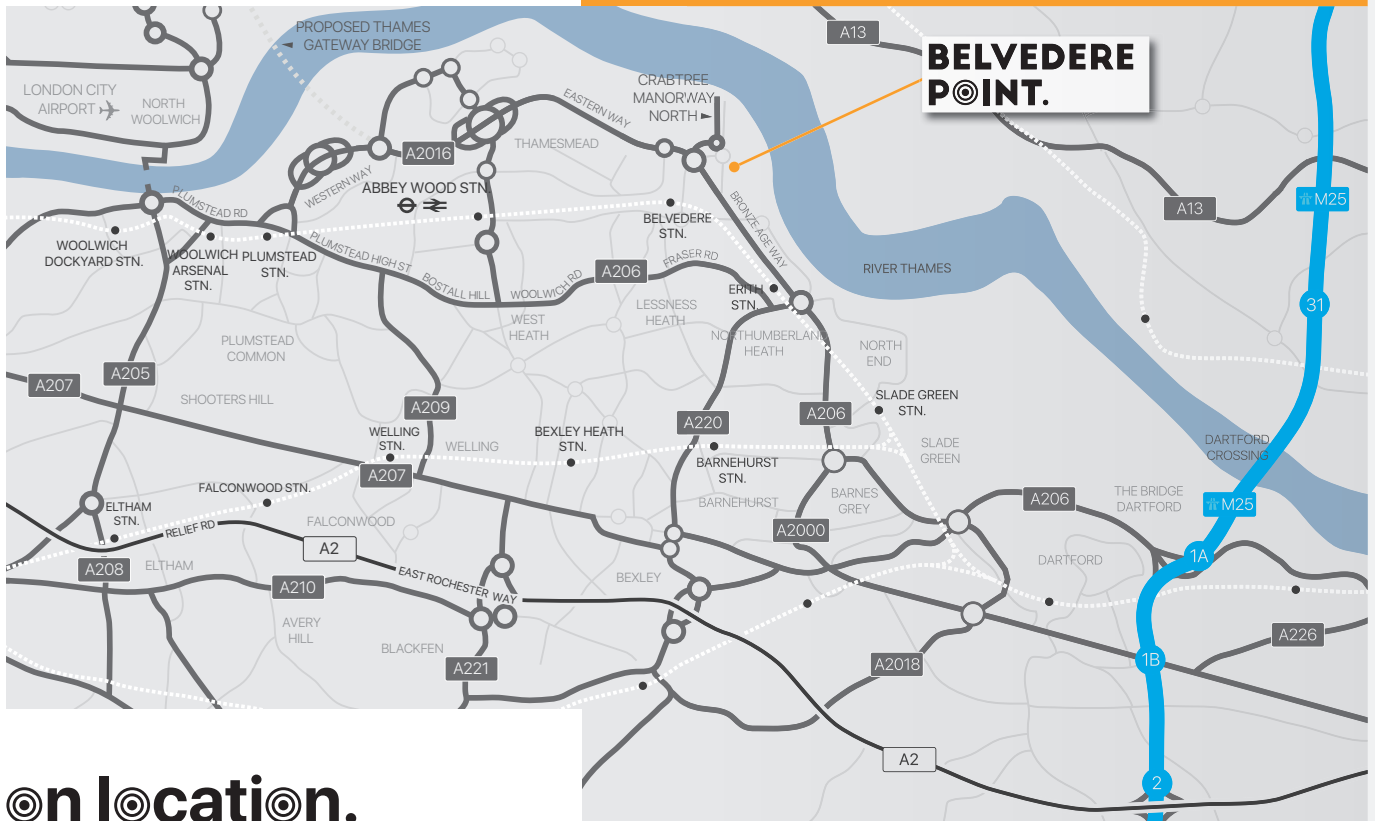 PROPOSED THAMES
GATEWAY BRIDGE
A13
BELVEDERE
POINT.
LONDON CITY
AIRPORT
NORTH
WOOLWICH
CRABTREE
MANORWAY
NORTH
EASTERN WAY
THAMESMEAD
A2016
WESTERN WAY
ABBEY WOOD STN.
PLUMSTEAD RD
BELVEDERE
STN.
BRONZE AGE WAY
A13
M25
WOOLWICH
DOCKYARD STN.
WOOLWICH
ARSENAL
STN.
PLUMSTEAD
STN.
PLUMSTEAD HIGH ST
BOSTALL HILL
WOOLWICH RD
A206
FRASER RD
RIVER THAMES
ERITH
STN.
LESSNESS
HEATH
WEST
HEATH
NORTHUMBERLAND
HEATH
NORTH
END
31
PLUMSTEAD
COMMON
A205
A207
SHOOTERS HILL
A209
A220
A206
SLADE GREEN
STN.
WELLING
STN.
WELLING
BEXLEY HEATH
STN.
SLADE
GREEN
DARTFORD
CROSSING
A207
BARNEHURST
STN.
BARNEHURST
BARNES
GREY
FALCONWOOD STN.
A206
THE BRIDGE
DARTFORD
M25
ELTHAM
STN.
RELIEF RD
FALCONWOOD
A2000
A2
A208
ELTHAM
A210
EAST ROCHESTER WAY
BEXLEY
DARTFORD
1A
AVERY
HILL
BLACKFEN
A221
A2018
1B
A226
A2
2
on location.